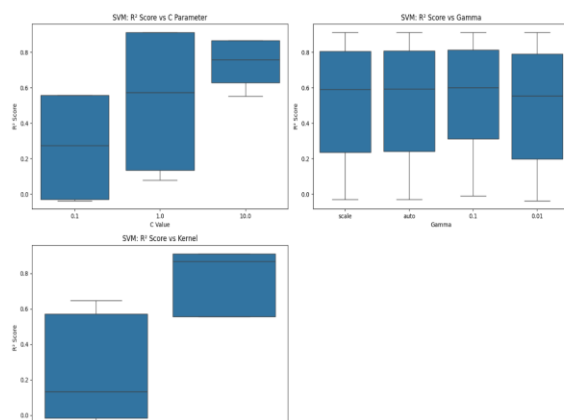 SVM: R² Score vs C Parameter
R² Score
0.8
0.6
0.4
0.2
0.0
0.1 1.0 10.0
C Value
SVM: R² Score vs Gamma
R² Score
0.8
0.6
0.4
0.2
0.0
scale auto 0.1 0.01
Gamma
SVM: R² Score vs Kernel
R² Score
0.8
0.6
0.4
0.2
0.0